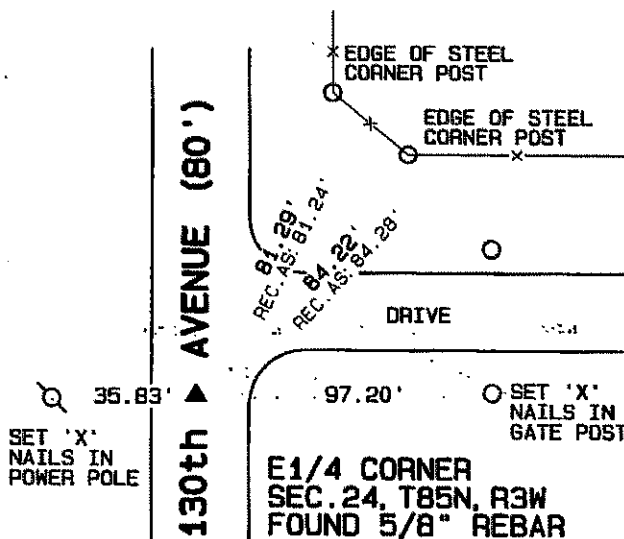 EDGE OF STEEL
CORNER POST
EDGE OF STEEL
CORNER POST
130th AVENUE (80')
81.29'
REC. AS: 81.24'
84.22'
REC. AS: 84.28'
DRIVE
35.83'
97.20'
SET 'X'
NAILS IN
POWER POLE
SET 'X'
NAILS IN
GATE POST
E1/4 CORNER
SEC.24, T85N, R3W
FOUND 5/8" REBAR